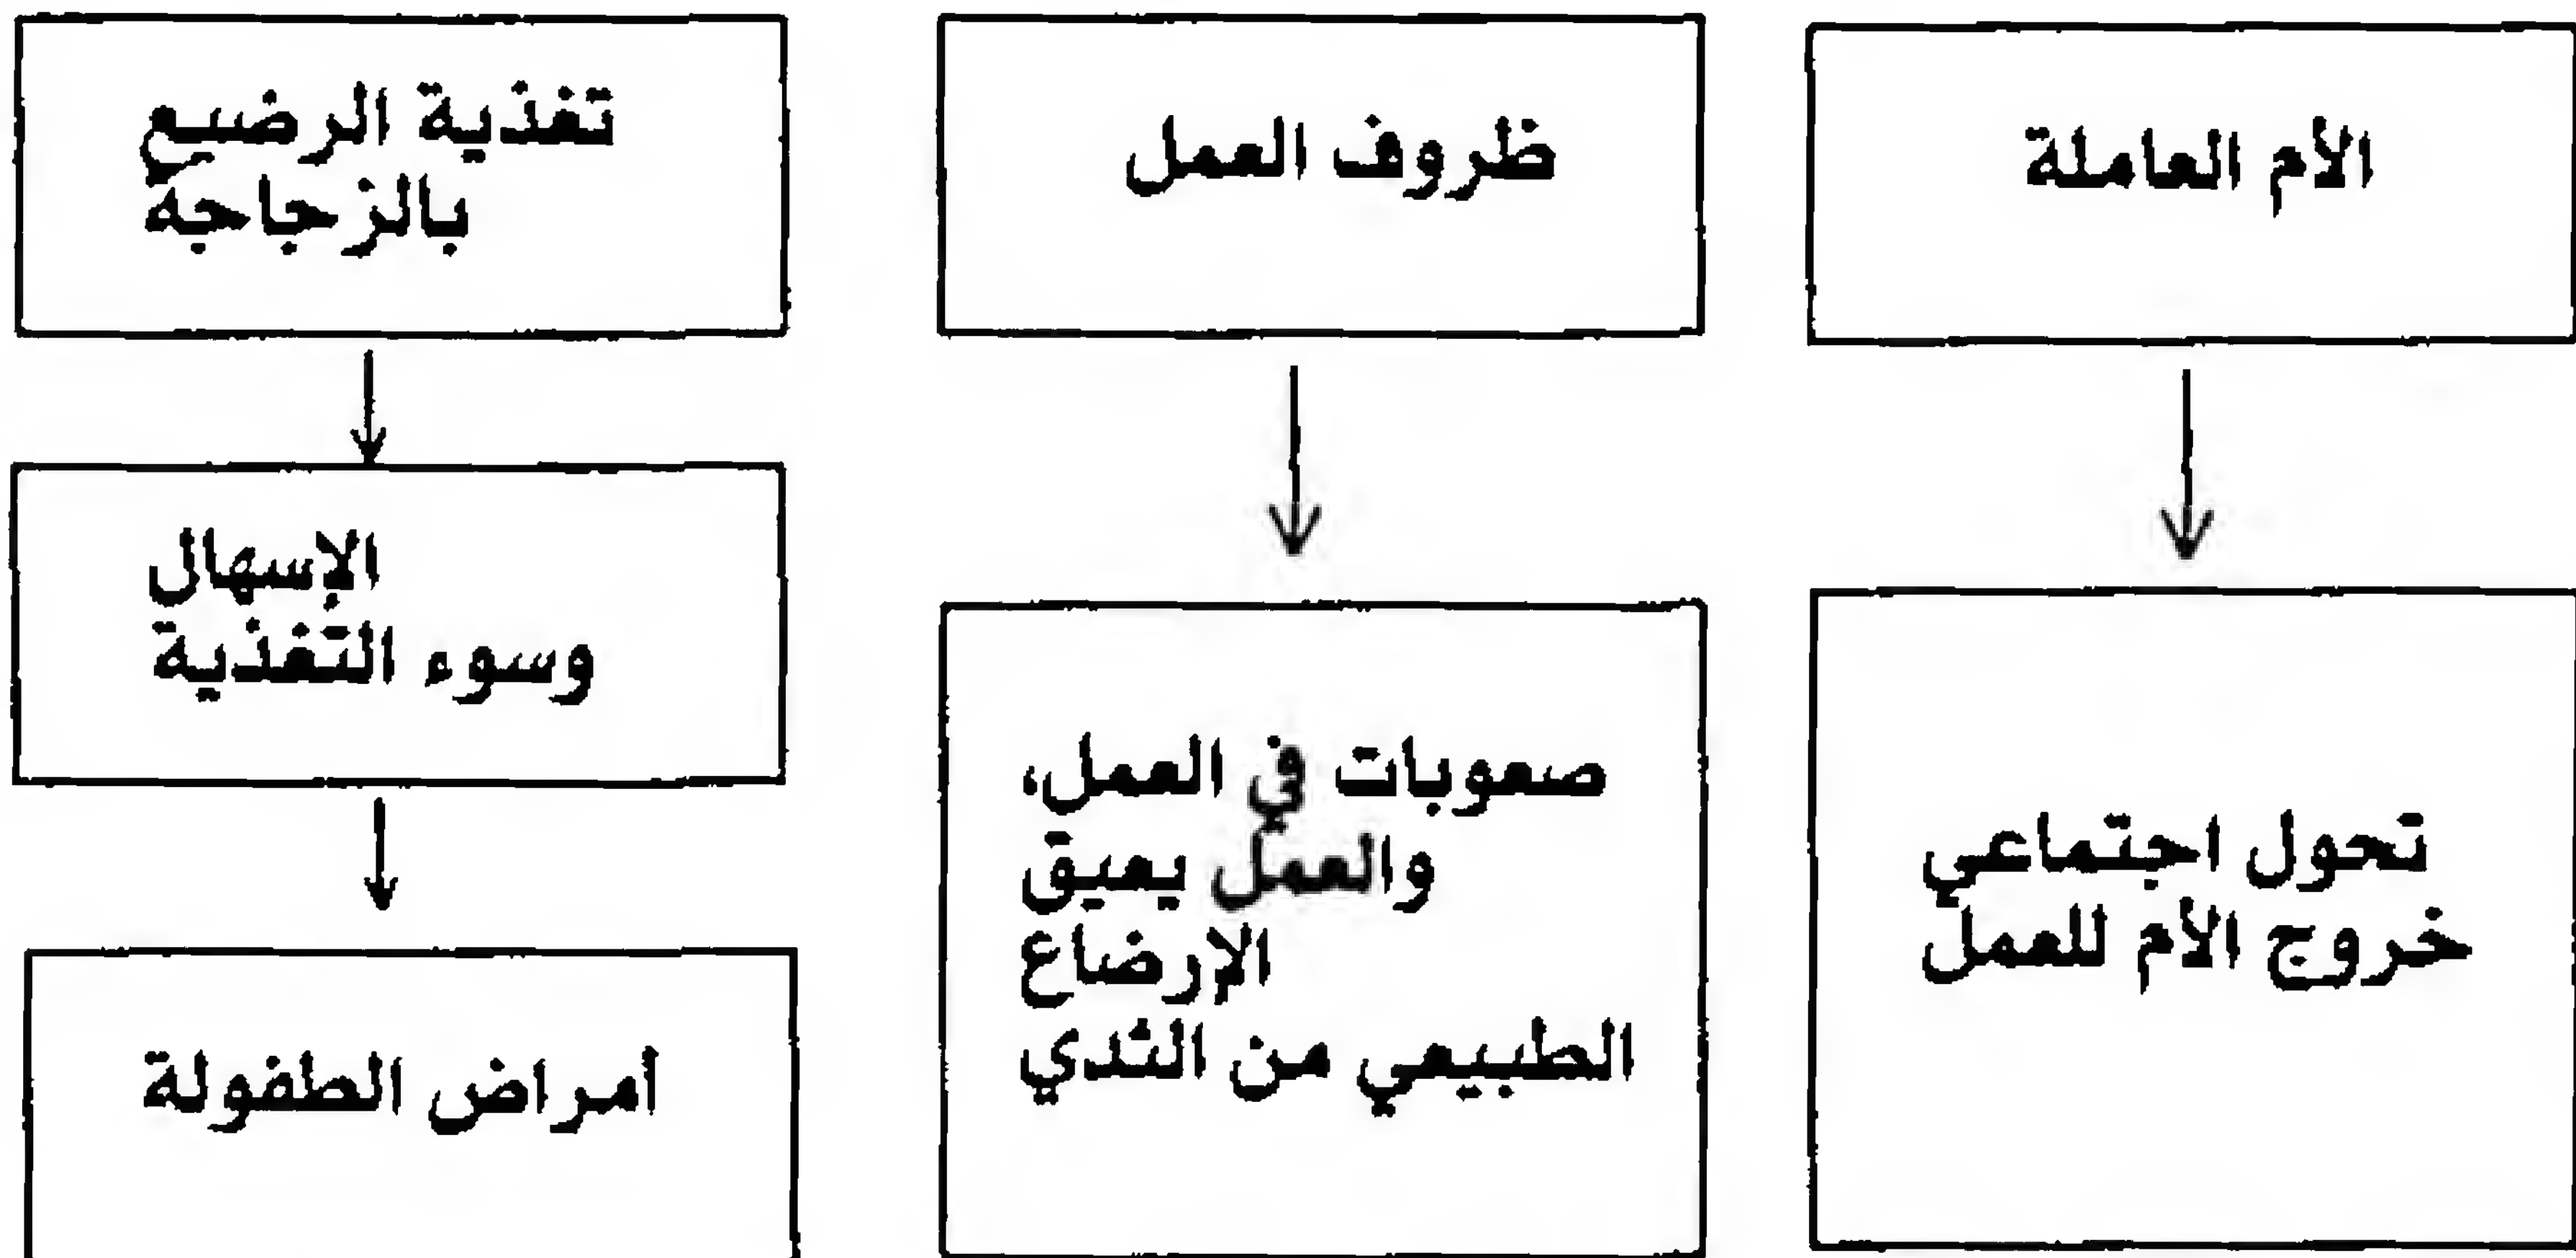 الأم العاملة
تحول اجتماعي
خروج الأم للعمل
ظروف العمل
صعوبات في العمل،
والعمل يعيق
الإرضاع
الطبيعي من الثدي
تغذية الرضيع
بالزجاجة
الإسهال
وسوء التغذية
أمراض الطفولة